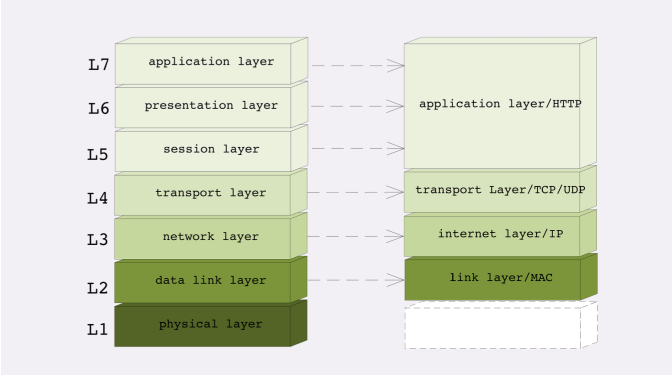 L7 application layer
L6 presentation layer
L5 session layer
L4 transport layer
L3 network layer
L2 data link layer
L1 physical layer
application layer/HTTP
transport Layer/TCP/UDP
internet layer/IP
link layer/MAC